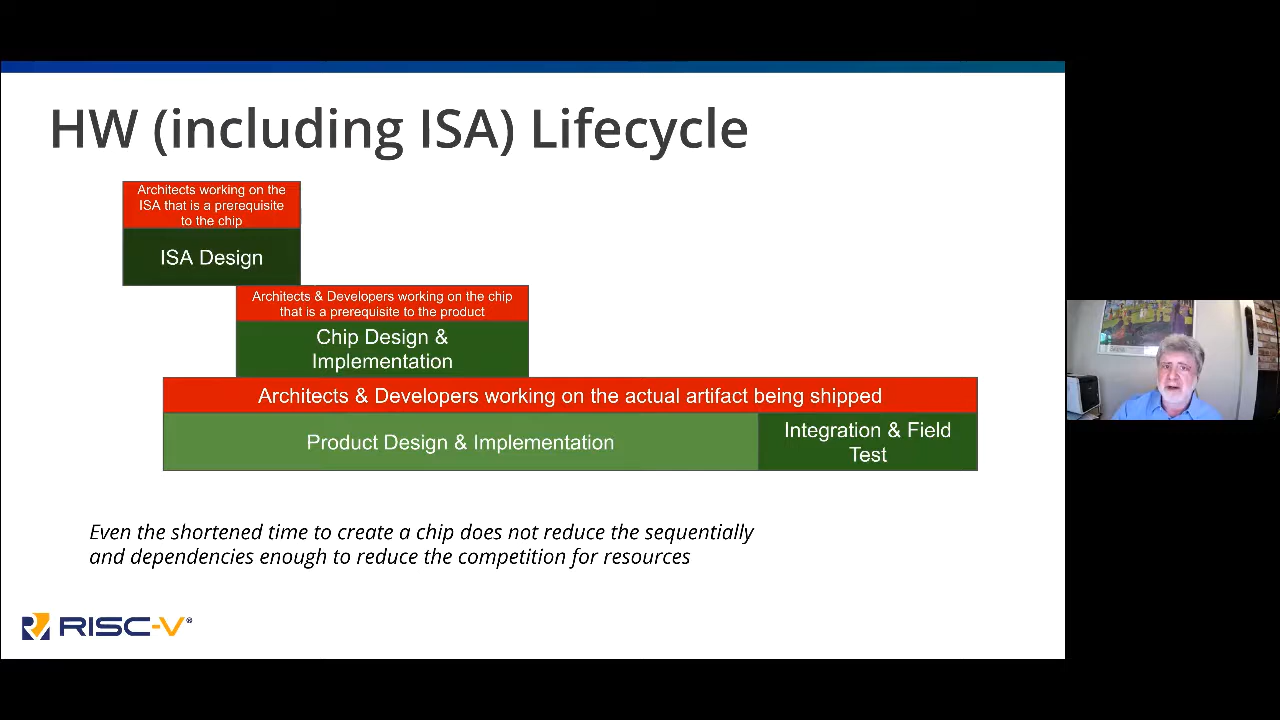 HW (including ISA) Lifecycle
Architects working on the
ISA that is a prerequisite
to the chip
ISA Design
Architects & Developers working on the chip
that is a prerequisite to the product
Chip Design &
Implementation
Architects & Developers working on the actual artifact being shipped
Product Design & Implementation
Integration & Field
Test
Even the shortened time to create a chip does not reduce the sequentially
and dependencies enough to reduce the competition for resources
RISC-V®